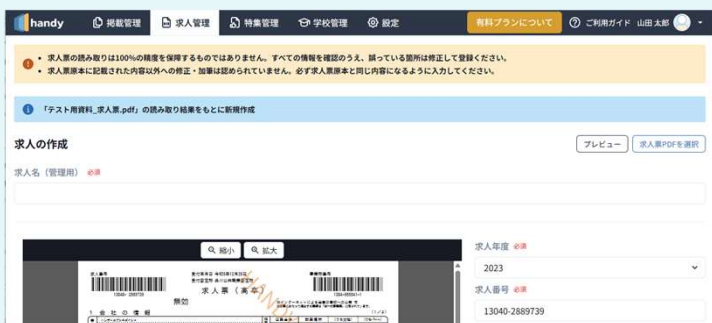 handy 掲載管理 求人管理 特集管理 学校管理 設定 有料プランについて ご利用ガイド 山田 太郎
・ 求人票の読み取りは100%の精度を保障するものではありません。すべての情報を確認のうえ、誤っている箇所は修正して登録ください。
・ 求人票原本に記載された内容以外への修正・加筆は認められていません。必ず求人票原本と同じ内容になるように入力してください。
「テスト用資料_求人票.pdf」の読み取り結果をもとに新規作成
求人の作成 プレビュー 求人票PDFを選択
求人名（管理用） 必須
縮小 拡大
求人年度 必須
2023
求人番号 必須
13040-2889739
求人番号
13040- 2889739
求人票（高卒）
無効
1 会社の情報